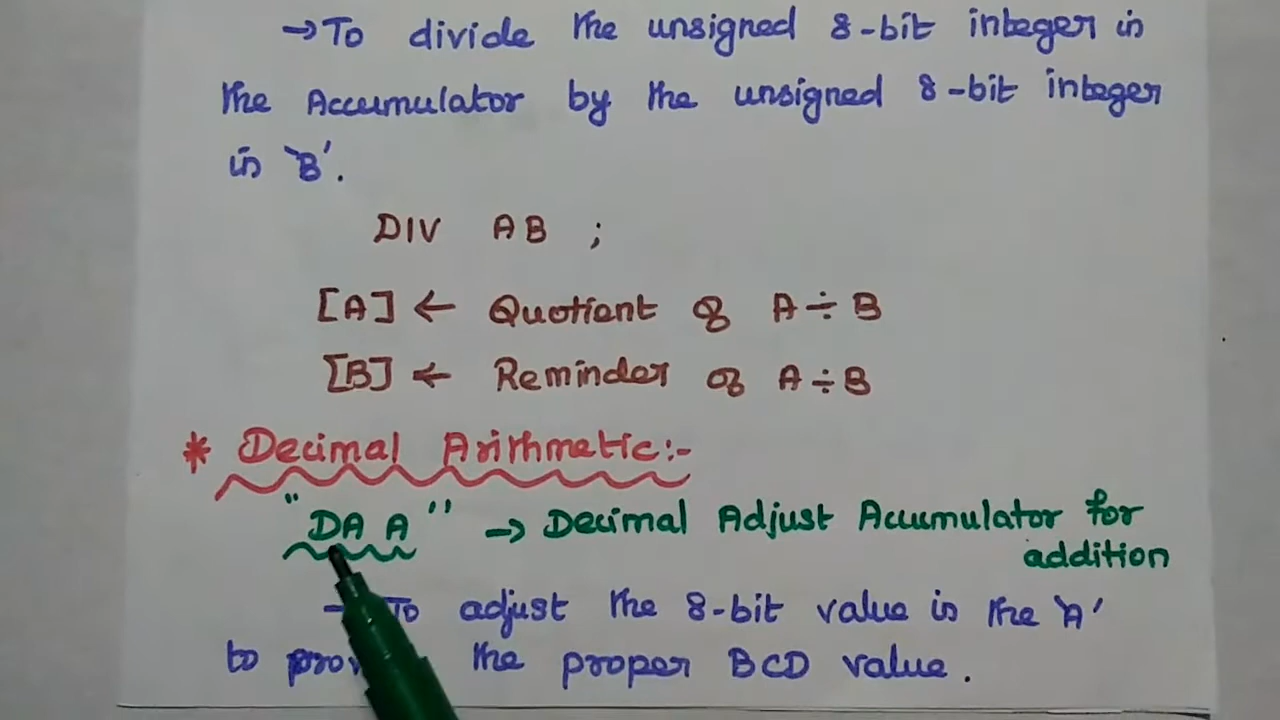 →To divide the unsigned 8-bit integer in
the Accumulator by the unsigned 8-bit integer
in 'B'.
DIV AB ;
[A] ← Quotient of A÷B
[B] ← Reminder of A÷B
* Decimal Arithmetic:-
"DA A" → Decimal Adjust Accumulator for
addition
→ To adjust the 8-bit value is the 'A'
to the proper BCD value.